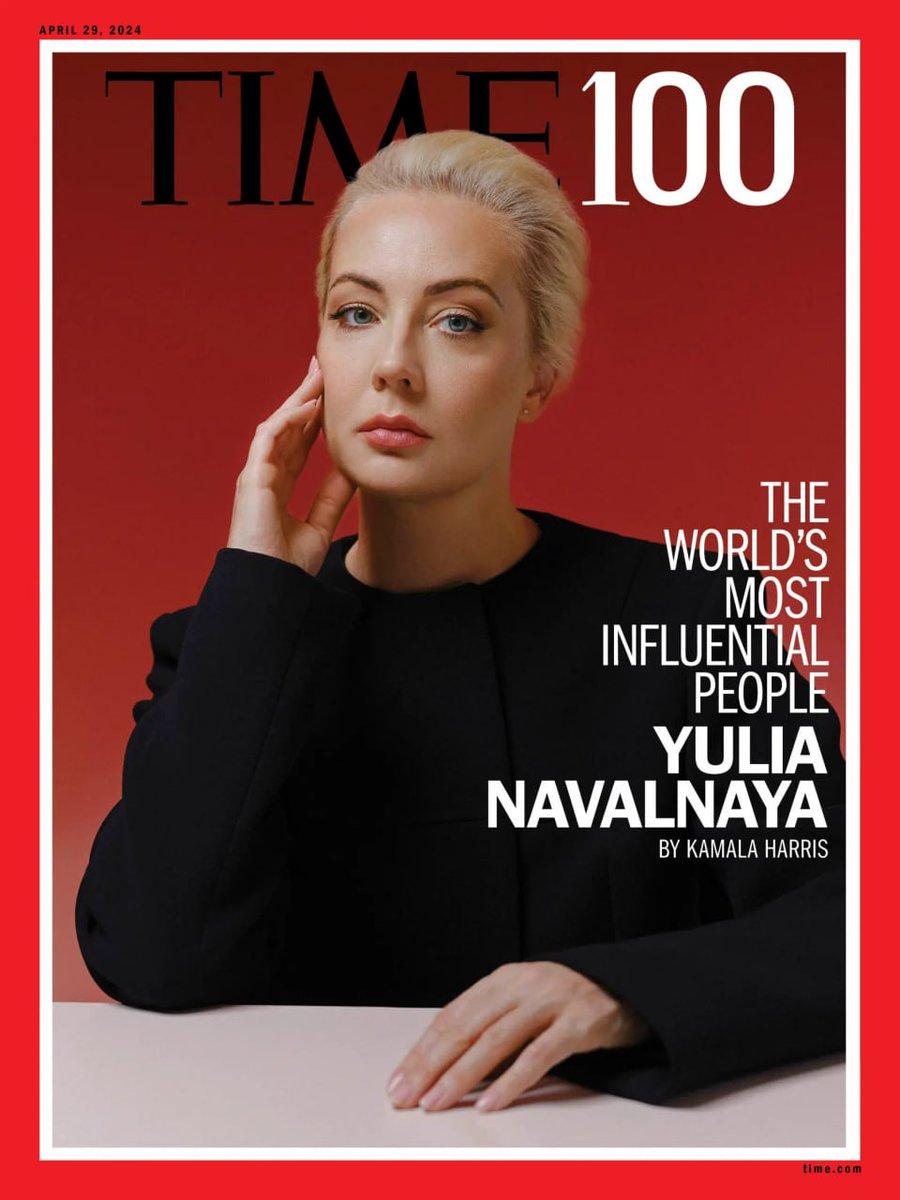 APRIL 29, 2024
TIME100
THE
WORLD'S
MOST
INFLUENTIAL
PEOPLE
YULIA
NAVALNAYA
BY KAMALA HARRIS
time.com